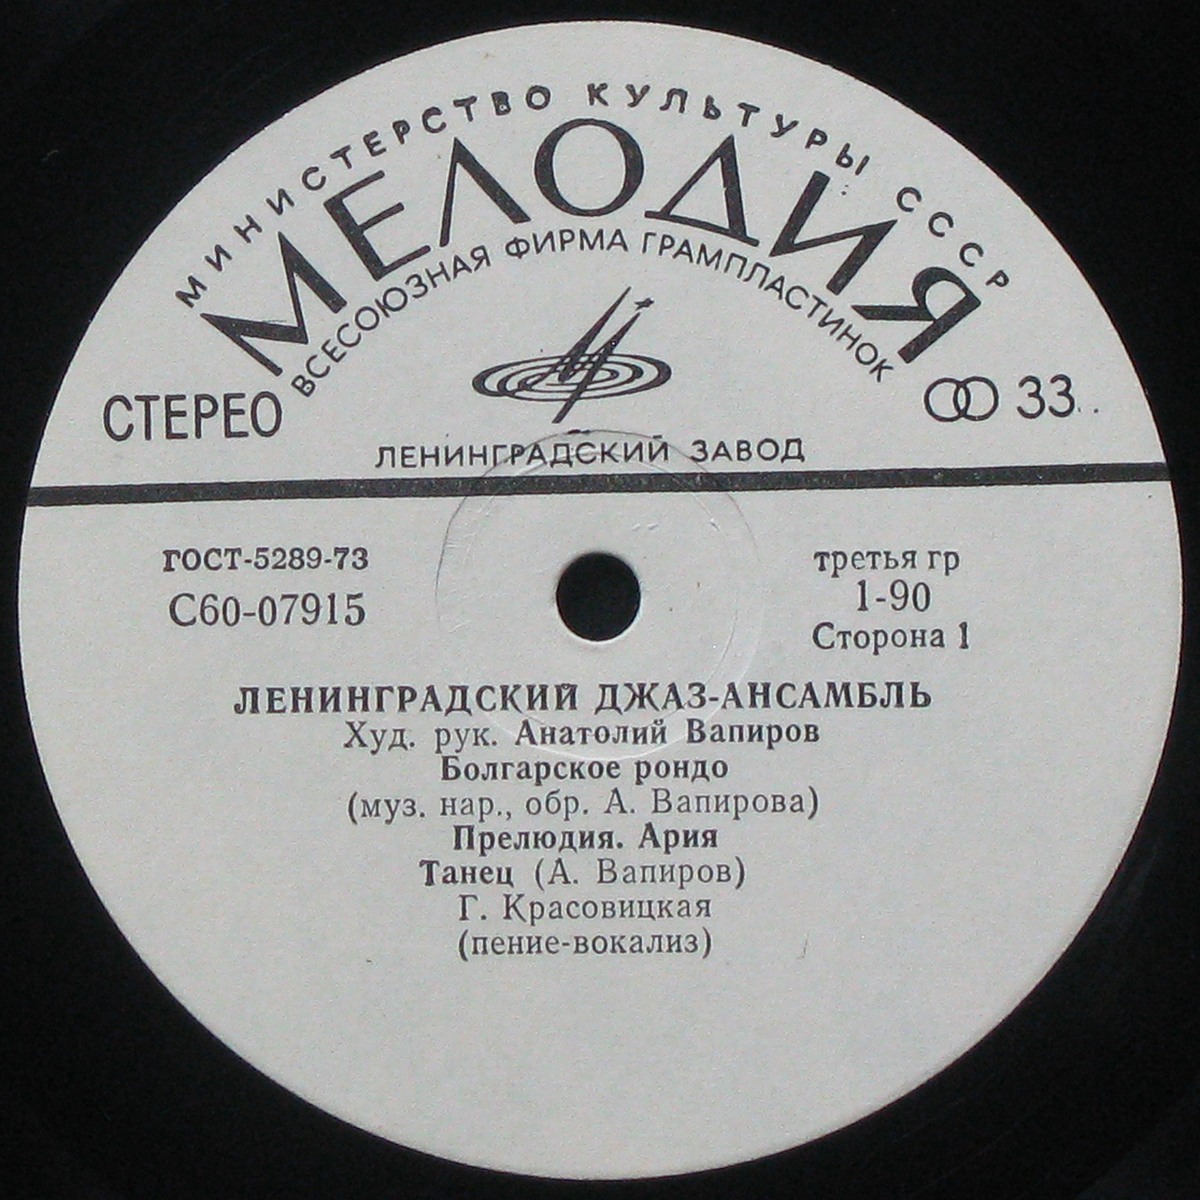 МИНИСТЕРСТВО КУЛЬТУРЫ СССР
МЕЛОДИЯ
ВСЕСОЮЗНАЯ ФИРМА ГРАМПЛАСТИНОК
СТЕРЕО
33
ЛЕНИНГРАДСКИЙ ЗАВОД
ГОСТ-5289-73
С60-07915
третья гр
1-90
Сторона 1
ЛЕНИНГРАДСКИЙ ДЖАЗ-АНСАМБЛЬ
Худ. рук. Анатолий Вапиров
Болгарское рондо
(муз. нар., обр. А. Вапирова)
Прелюдия. Ария
Танец (А. Вапиров)
Г. Красовицкая
(пение-вокализ)